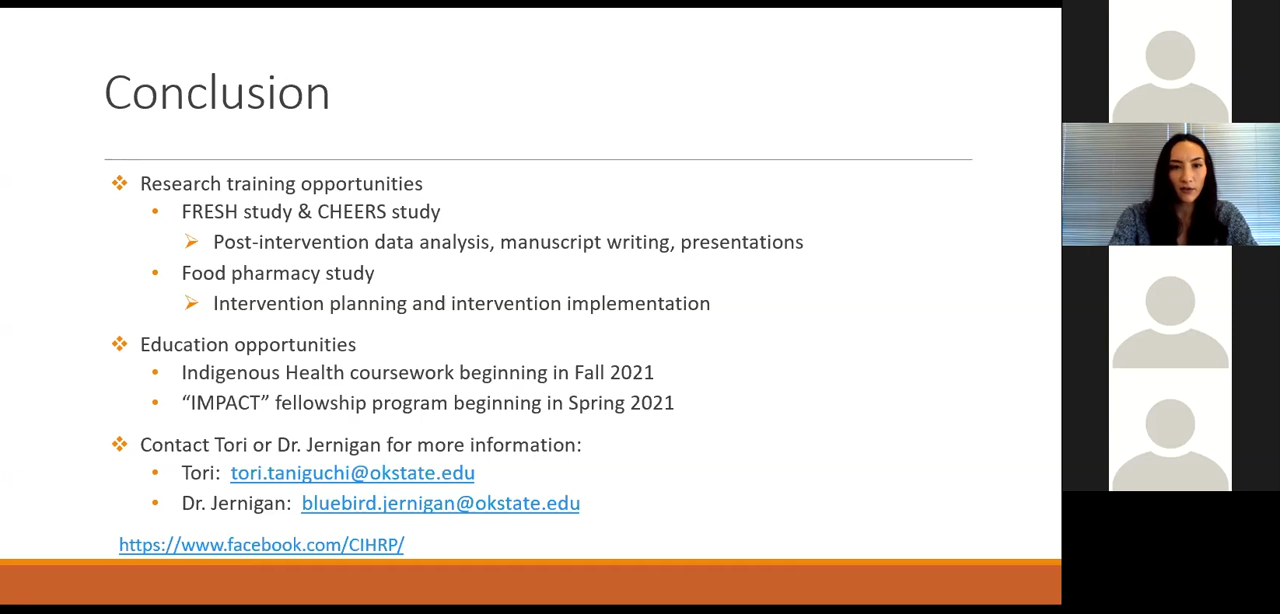 Conclusion
Research training opportunities
FRESH study & CHEERS study
Post-intervention data analysis, manuscript writing, presentations
Food pharmacy study
Intervention planning and intervention implementation
Education opportunities
Indigenous Health coursework beginning in Fall 2021
“IMPACT” fellowship program beginning in Spring 2021
Contact Tori or Dr. Jernigan for more information:
Tori: tori.taniguchi@okstate.edu
Dr. Jernigan: bluebird.jernigan@okstate.edu
https://www.facebook.com/CIHRP/